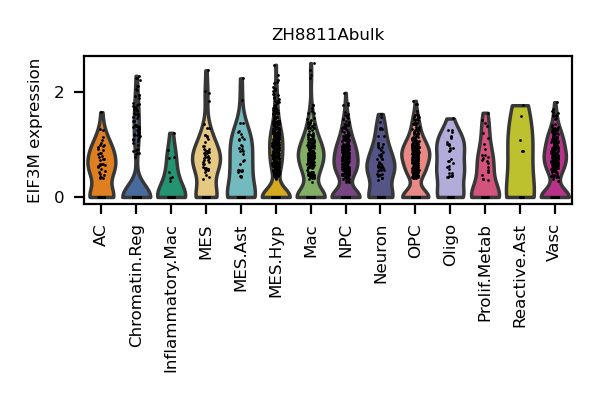 ZH8811Abulk
EIF3M expression
2
0
AC
Chromatin.Reg
Inflammatory.Mac
MES
MES.Ast
MES.Hyp
Mac
NPC
Neuron
OPC
Oligo
Prolif.Metab
Reactive.Ast
Vasc